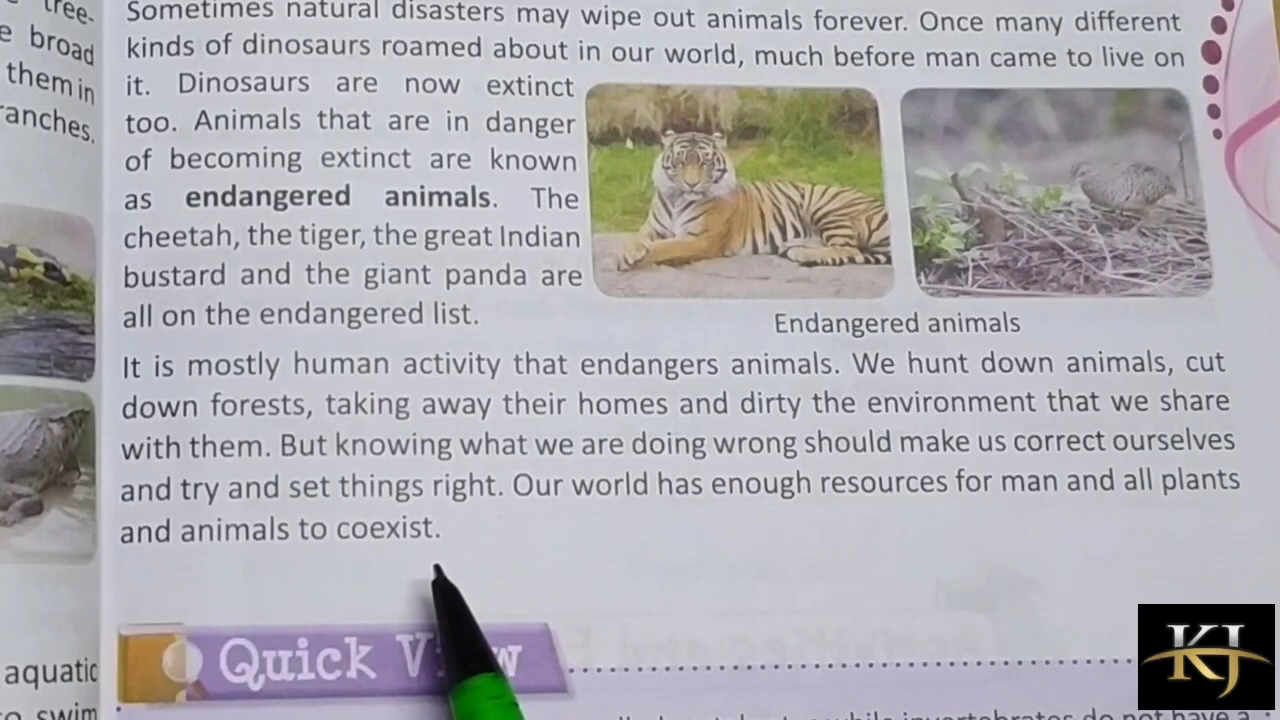 tree-
broad
them in
ranches.
aquatic
swim
Sometimes natural disasters may wipe out animals forever. Once many different
kinds of dinosaurs roamed about in our world, much before man came to live on
it. Dinosaurs are now extinct
too. Animals that are in danger
of becoming extinct are known
as endangered animals. The
cheetah, the tiger, the great Indian
bustard and the giant panda are
all on the endangered list.
Endangered animals
It is mostly human activity that endangers animals. We hunt down animals, cut
down forests, taking away their homes and dirty the environment that we share
with them. But knowing what we are doing wrong should make us correct ourselves
and try and set things right. Our world has enough resources for man and all plants
and animals to coexist.
Quick View
while invertebrates do not have a
KJ